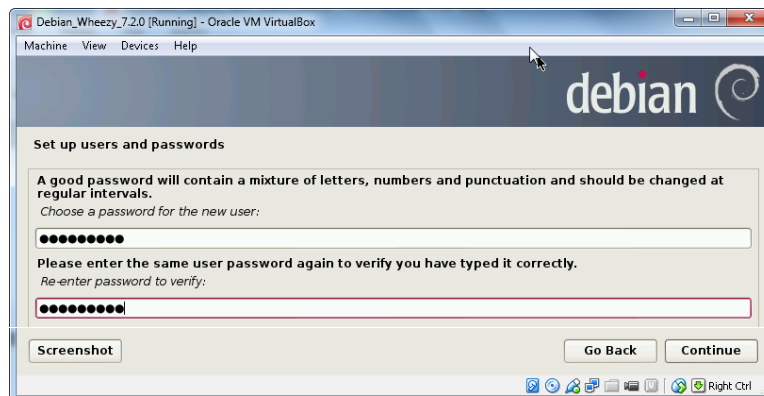 Debian_Wheezy_7.2.0 [Running] - Oracle VM VirtualBox
Machine View Devices Help
debian
Set up users and passwords
A good password will contain a mixture of letters, numbers and punctuation and should be changed at
regular intervals.
Choose a password for the new user:
●●●●●●●●●
Please enter the same user password again to verify you have typed it correctly.
Re-enter password to verify:
●●●●●●●●●
Screenshot Go Back Continue
Right Ctrl